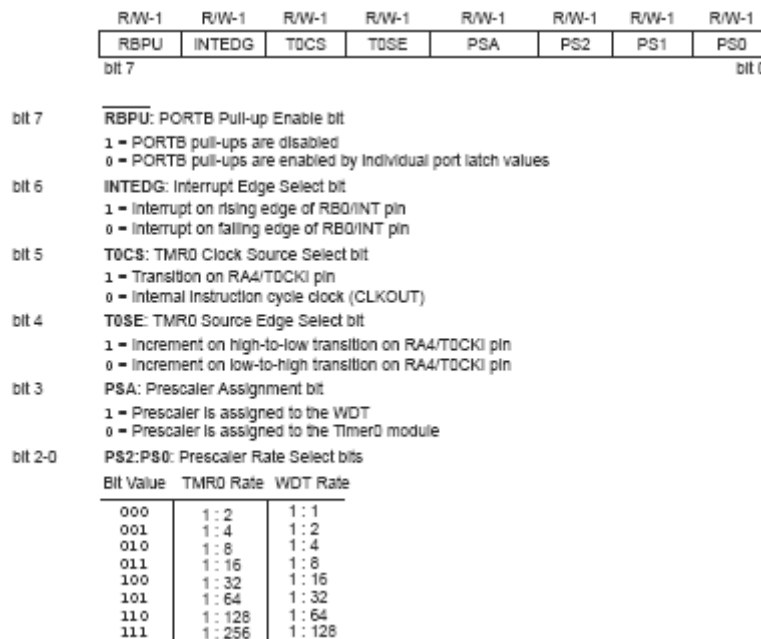 R/W-1 R/W-1 R/W-1 R/W-1 R/W-1 R/W-1 R/W-1 R/W-1
RBPU INTEDG T0CS T0SE PSA PS2 PS1 PS0
bit 7 bit 0
bit 7 RBPU: PORTB Pull-up Enable bit
1 = PORTB pull-ups are disabled
0 = PORTB pull-ups are enabled by individual port latch values
bit 6 INTEDG: Interrupt Edge Select bit
1 = Interrupt on rising edge of RB0/INT pin
0 = Interrupt on falling edge of RB0/INT pin
bit 5 T0CS: TMR0 Clock Source Select bit
1 = Transition on RA4/T0CKI pin
0 = Internal instruction cycle clock (CLKOUT)
bit 4 T0SE: TMR0 Source Edge Select bit
1 = Increment on high-to-low transition on RA4/T0CKI pin
0 = Increment on low-to-high transition on RA4/T0CKI pin
bit 3 PSA: Prescaler Assignment bit
1 = Prescaler is assigned to the WDT
0 = Prescaler is assigned to the Timer0 module
bit 2-0 PS2:PS0: Prescaler Rate Select bits
Bit Value TMR0 Rate WDT Rate
000 1 : 2 1 : 1
001 1 : 4 1 : 2
010 1 : 8 1 : 4
011 1 : 16 1 : 8
100 1 : 32 1 : 16
101 1 : 64 1 : 32
110 1 : 128 1 : 64
111 1 : 256 1 : 128